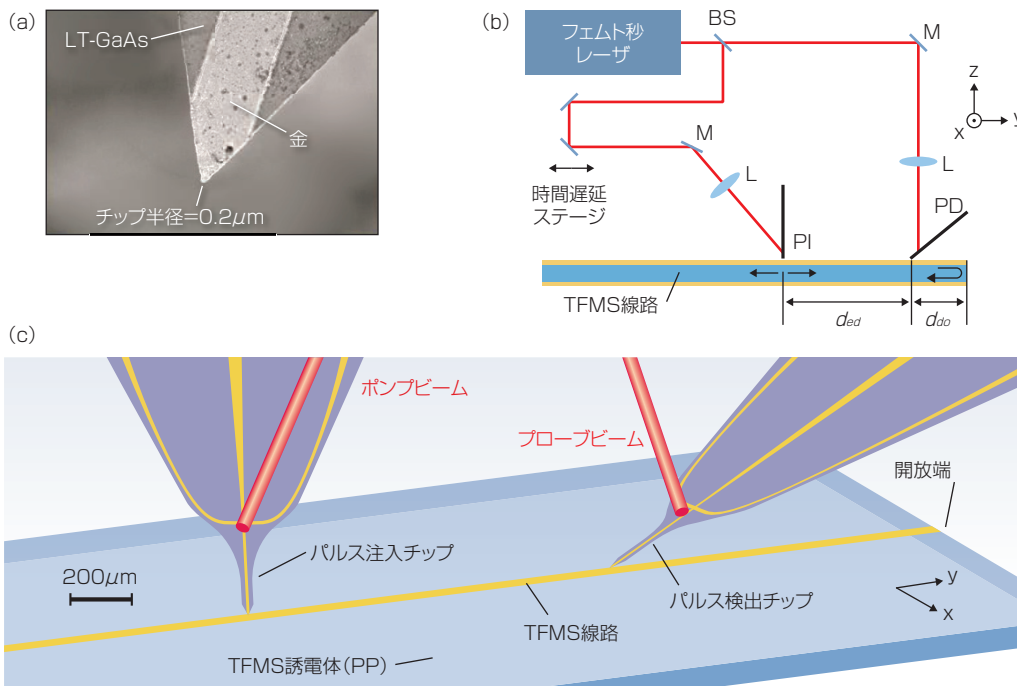 (a)
LT-GaAs
金
チップ半径=0.2μm
(b)
フェムト秒
レーザ
BS
M
z
y
x
M
L
L
時間遅延
ステージ
PI
PD
TFMS線路
ded
ddo
(c)
ポンプビーム
プローブビーム
開放端
パルス注入チップ
200μm
パルス検出チップ
y
x
TFMS線路
TFMS誘電体(PP)